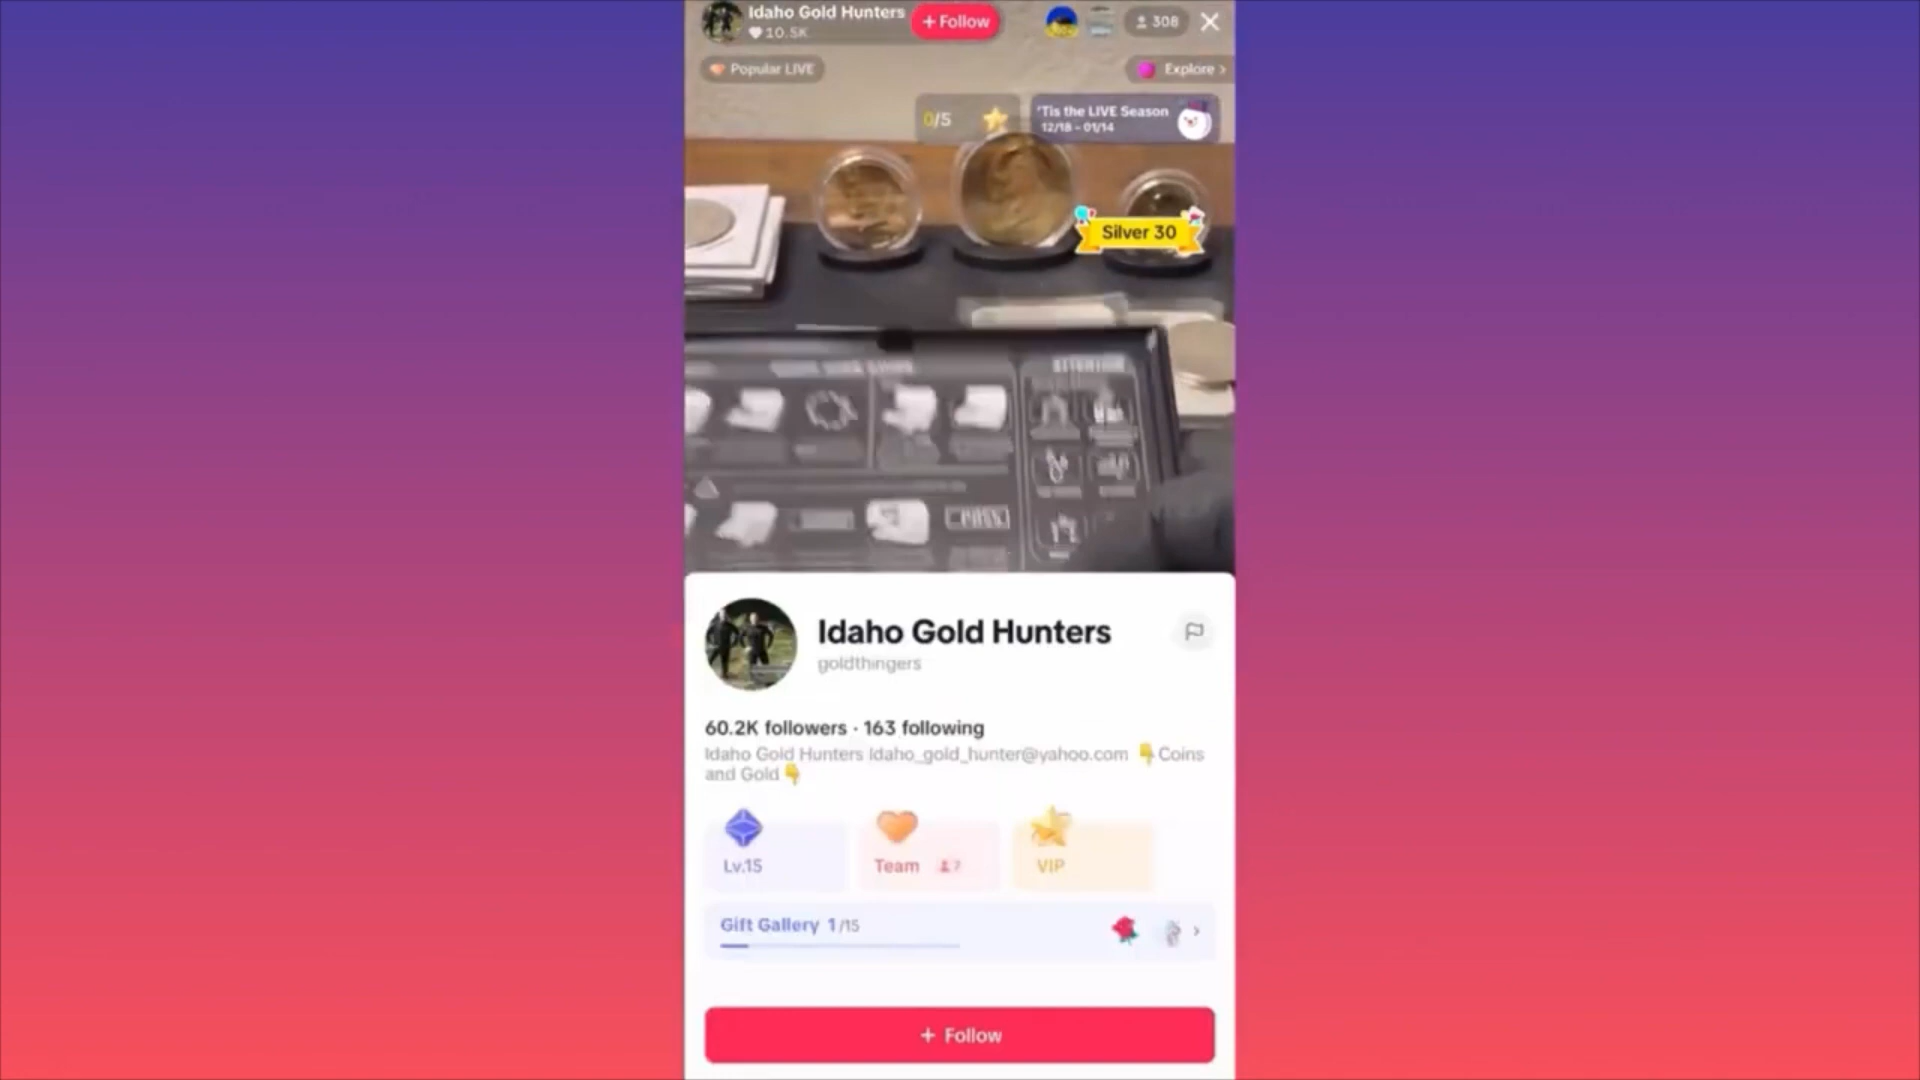 Idaho Gold Hunters
10.5K
+ Follow
308
Popular LIVE
Explore >
0/5
'Tis the LIVE Season
12/18 - 01/14
Silver 30
ATTENTION
Idaho Gold Hunters
goldthingers
60.2K followers · 163 following
Idaho Gold Hunters Idaho_gold_hunter@yahoo.com 👇Coins
and Gold👇
Lv.15
Team
7
VIP
Gift Gallery 1/15
+ Follow